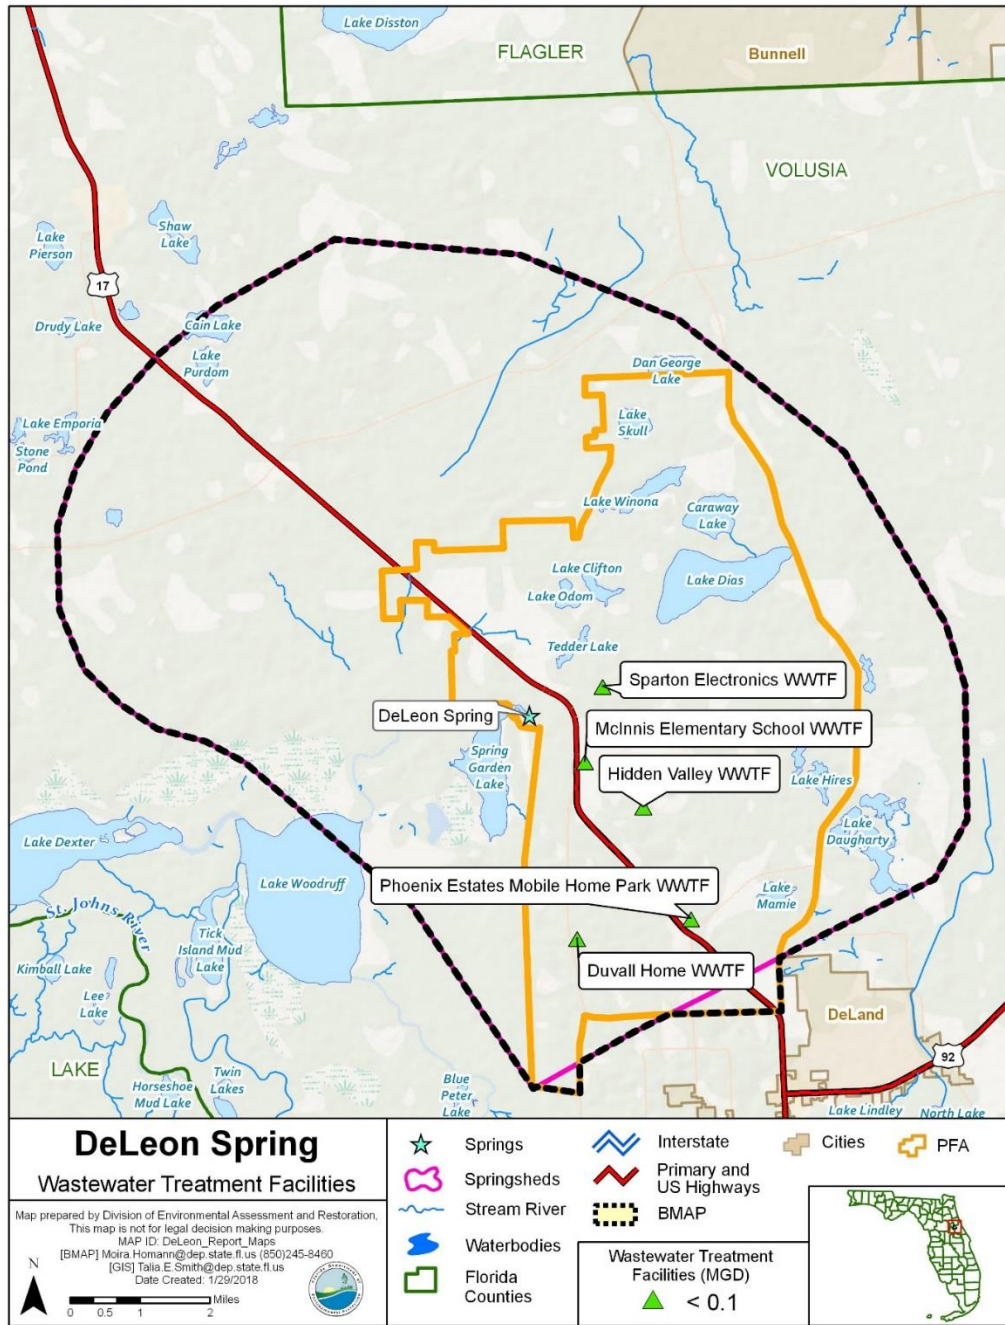 Lake Disston
FLAGLER
Bunnell
VOLUSIA
Shaw
Lake
Lake
Pierson
17
Drudy Lake
Cain Lake
Lake
Purdom
Dan George
Lake
Lake Emporia
Stone
Pond
Lake
Skull
Lake Winona
Caraway
Lake
Lake Clifton
Lake Odom
Lake Dias
Tedder Lake
Sparton Electronics WWTF
DeLeon Spring
McInnis Elementary School WWTF
Spring
Garden
Lake
Hidden Valley WWTF
Lake Hires
Lake Dexter
Lake
Daugharty
Lake Woodruff
Phoenix Estates Mobile Home Park WWTF
Lake
Mamie
St. Johns River
Tick
Island Mud
Lake
Kimball Lake
Duvall Home WWTF
Lee
Lake
DeLand
LAKE
92
Horseshoe
Mud Lake
Twin
Lakes
Blue
Peter
Lake
Lake Lindley
North Lake
DeLeon Spring
Wastewater Treatment Facilities
Map prepared by Division of Environmental Assessment and Restoration.
This map is not for legal decision making purposes.
MAP ID: DeLeon_Report_Maps
[BMAP] Moira.Homann@dep.state.fl.us (850)245-8460
[GIS] Talia.E.Smith@dep.state.fl.us
Date Created: 1/29/2018
N
Miles
0 0.5 1 2
Springs
Springsheds
Stream River
Waterbodies
Florida
Counties
Interstate
Primary and
US Highways
BMAP
Cities
PFA
Wastewater Treatment
Facilities (MGD)
< 0.1